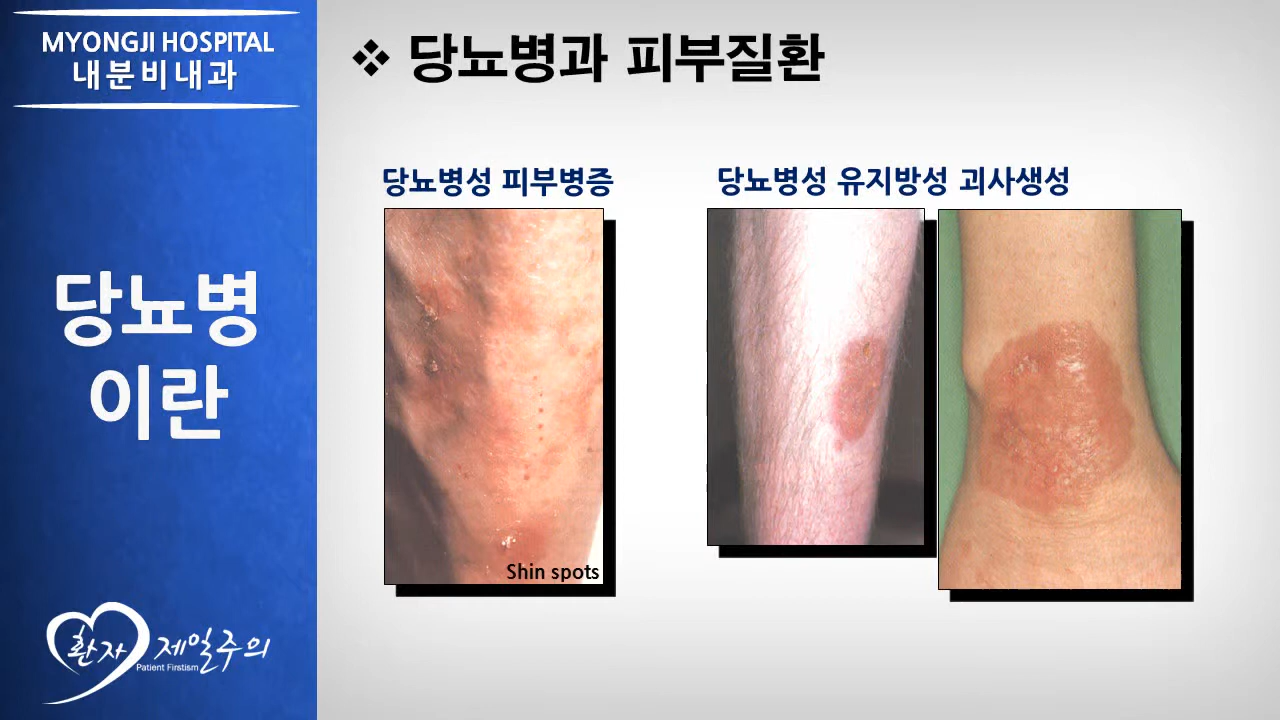 MYONGJI HOSPITAL
내분비내과
당뇨병
이란
환자 제일주의
Patient Firstism
❖ 당뇨병과 피부질환
당뇨병성 피부병증
당뇨병성 유지방성 괴사생성
Shin spots